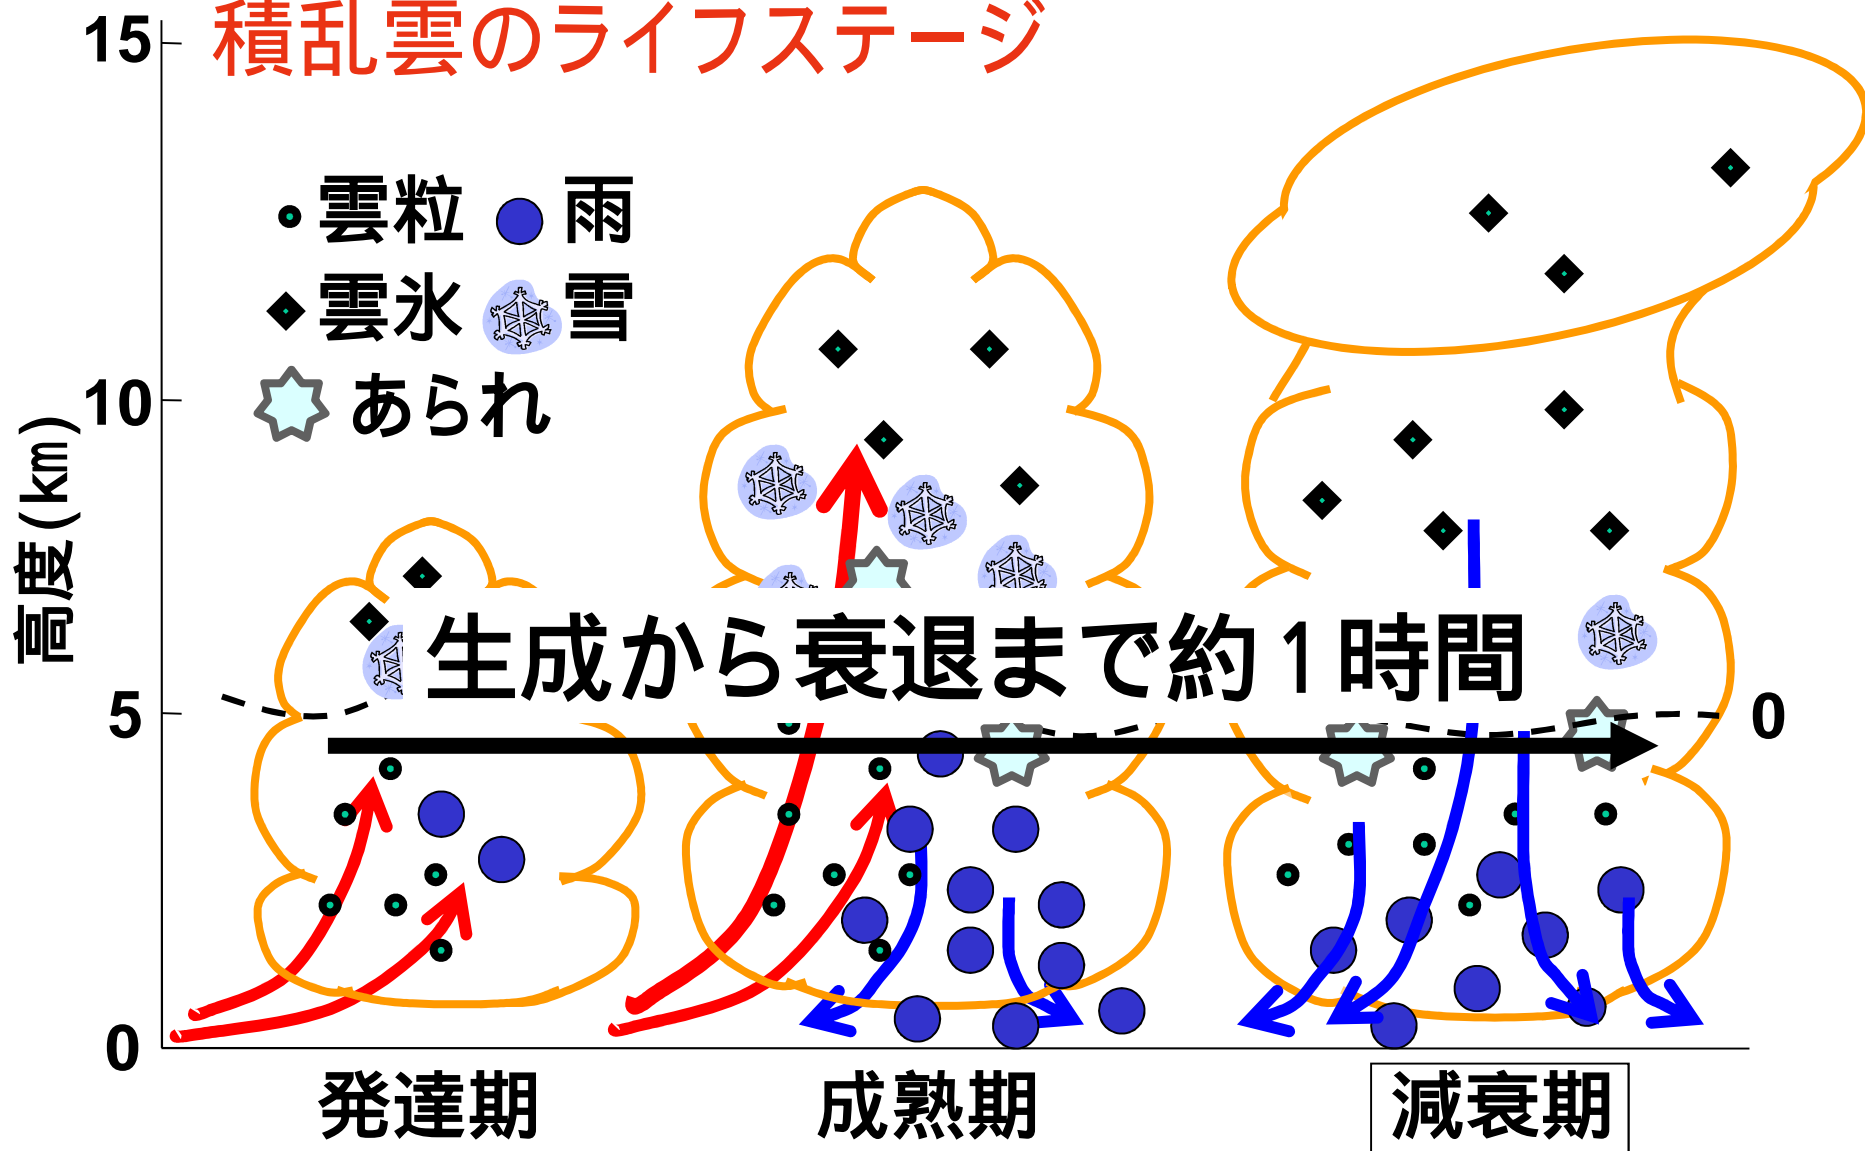 積乱雲のライフステージ
15
雲粒 雨
雲氷 雪
あられ
10
高度(km)
生成から衰退まで約1時間
5
0
0
発達期 成熟期 減衰期